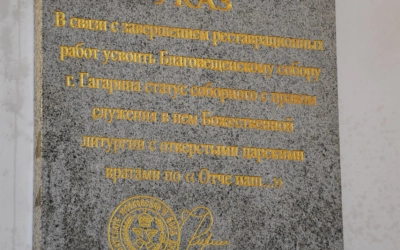 УКАЗ
В связи с завершением реставрационных
работ усвоить Благовещенскому собору
г. Гагарина статус соборного с правом
служения в нем Божественной
литургии с отверстыми царскими
вратами по « Отче наш...»